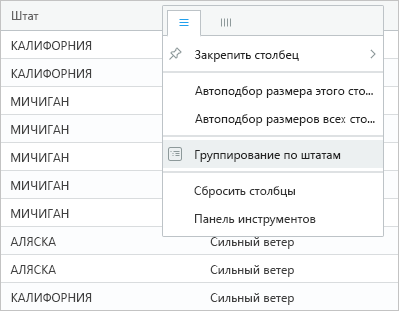 Штат
КАЛИФОРНИЯ
Закрепить столбец
КАЛИФОРНИЯ
МИЧИГАН
Автоподбор размера этого сто...
МИЧИГАН
Автоподбор размеров всех сто...
МИЧИГАН
Группирование по штатам
МИЧИГАН
Сбросить столбцы
МИЧИГАН
Панель инструментов
АЛЯСКА Сильный ветер
АЛЯСКА Сильный ветер
КАЛИФОРНИЯ Сильный ветер